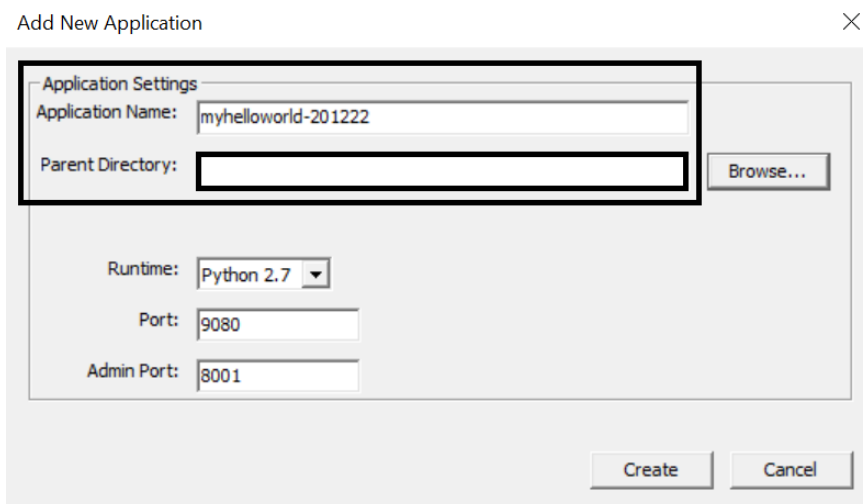 Add New Application
Application Settings
Application Name: myhelloworld-201222
Parent Directory: Browse...
Runtime: Python 2.7
Port: 9080
Admin Port: 8001
Create Cancel